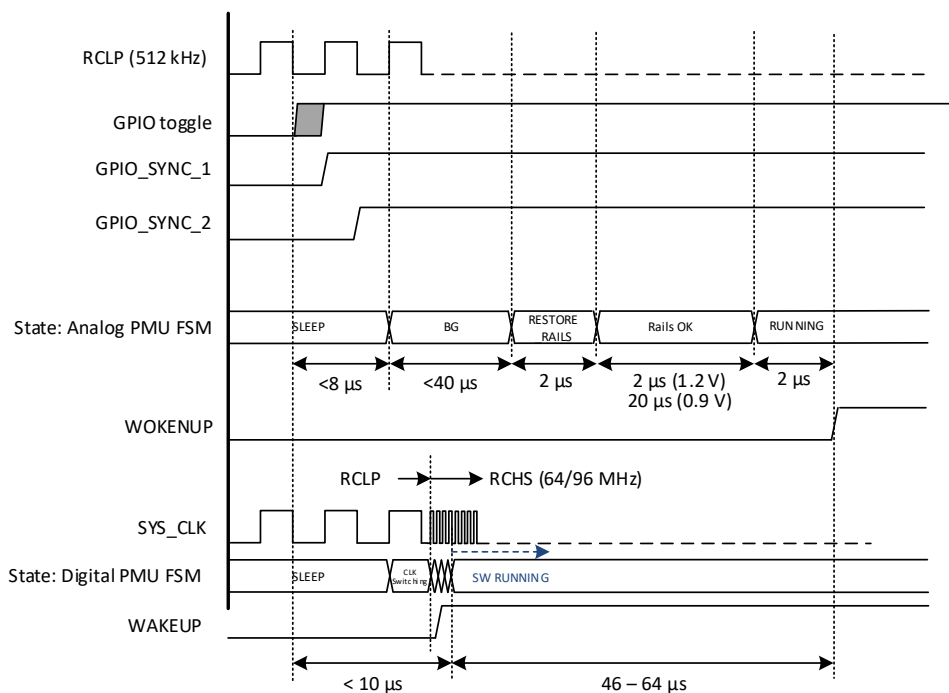 RCLP (512 kHz)
GPIO toggle
GPIO_SYNC_1
GPIO_SYNC_2
State: Analog PMU FSM
SLEEP
BG
RESTORE
RAILS
Rails OK
RUNNING
<8 µs
<40 µs
2 µs
2 µs (1.2 V)
20 µs (0.9 V)
2 µs
WOKENUP
RCLP
RCHS (64/96 MHz)
SYS_CLK
State: Digital PMU FSM
SLEEP
CLK
Switching
SW RUNNING
WAKEUP
< 10 µs
46 – 64 µs